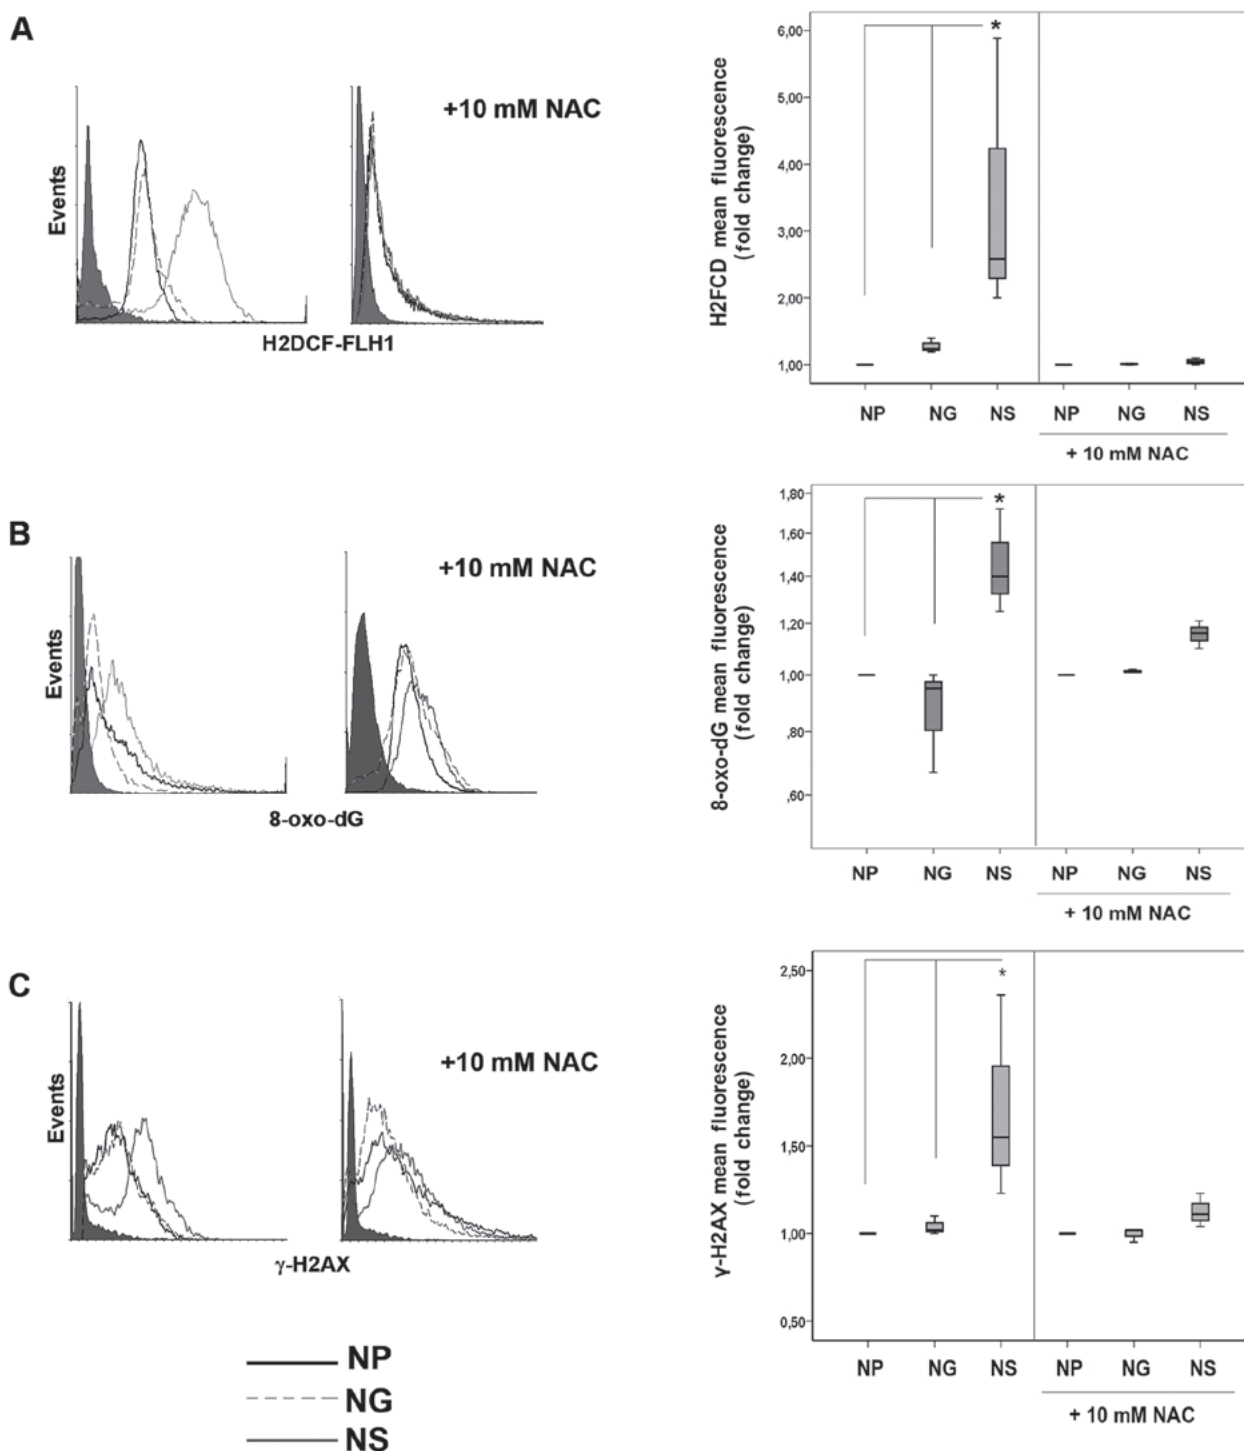 A
+10 mM NAC
Events
H2DCF-FLH1
H2FCD mean fluorescence
(fold change)
6,00
5,00
4,00
3,00
2,00
1,00
*
NP NG NS NP NG NS
+ 10 mM NAC
B
+10 mM NAC
Events
8-oxo-dG
8-oxo-dG mean fluorescence
(fold change)
1,80
1,60
1,40
1,20
1,00
,80
,60
*
NP NG NS NP NG NS
+ 10 mM NAC
C
+10 mM NAC
Events
γ-H2AX
γ-H2AX mean fluorescence
(fold change)
2,50
2,00
1,50
1,00
0,50
*
NP NG NS NP NG NS
+ 10 mM NAC
NP
NG
NS